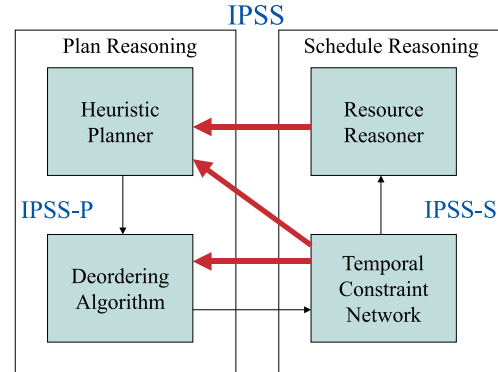 IPSS
Plan Reasoning
Schedule Reasoning
Heuristic
Planner
Resource
Reasoner
IPSS-P
IPSS-S
Deordering
Algorithm
Temporal
Constraint
Network